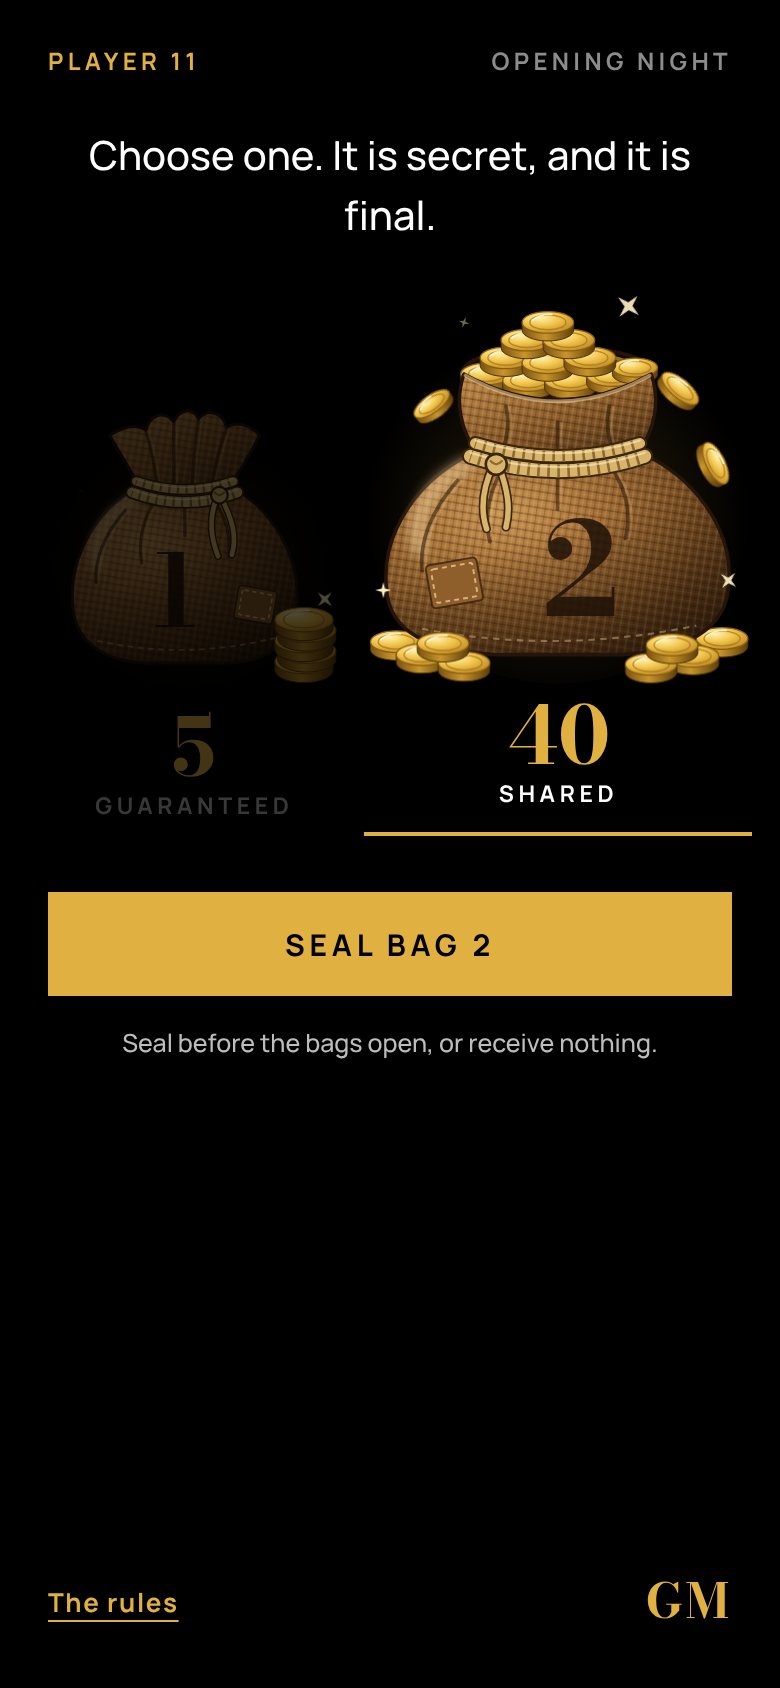 PLAYER 11
OPENING NIGHT
Choose one. It is secret, and it is
final.
1
2
5
GUARANTEED
40
SHARED
SEAL BAG 2
Seal before the bags open, or receive nothing.
The rules
GM